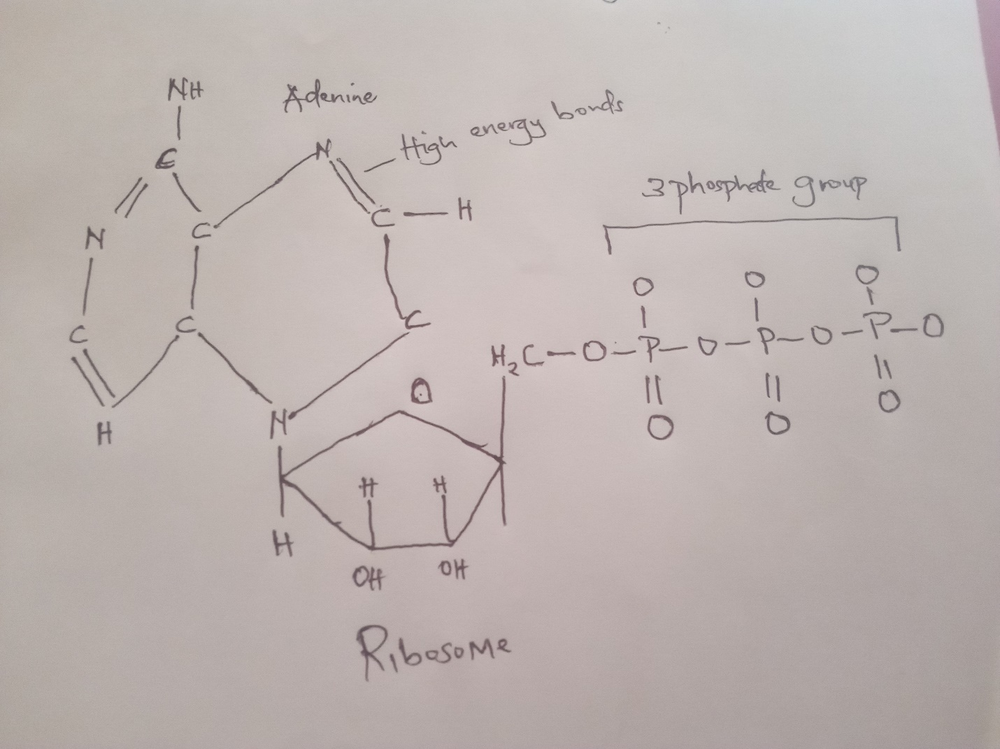 NH
Adenine
High energy bonds
N
C
3 phosphate group
C - H
N
C
O O O
C
C
C
H₂C - O - P - O - P - O - P - O
O
O O O
N
H
H H
H
OH OH
Ribosome